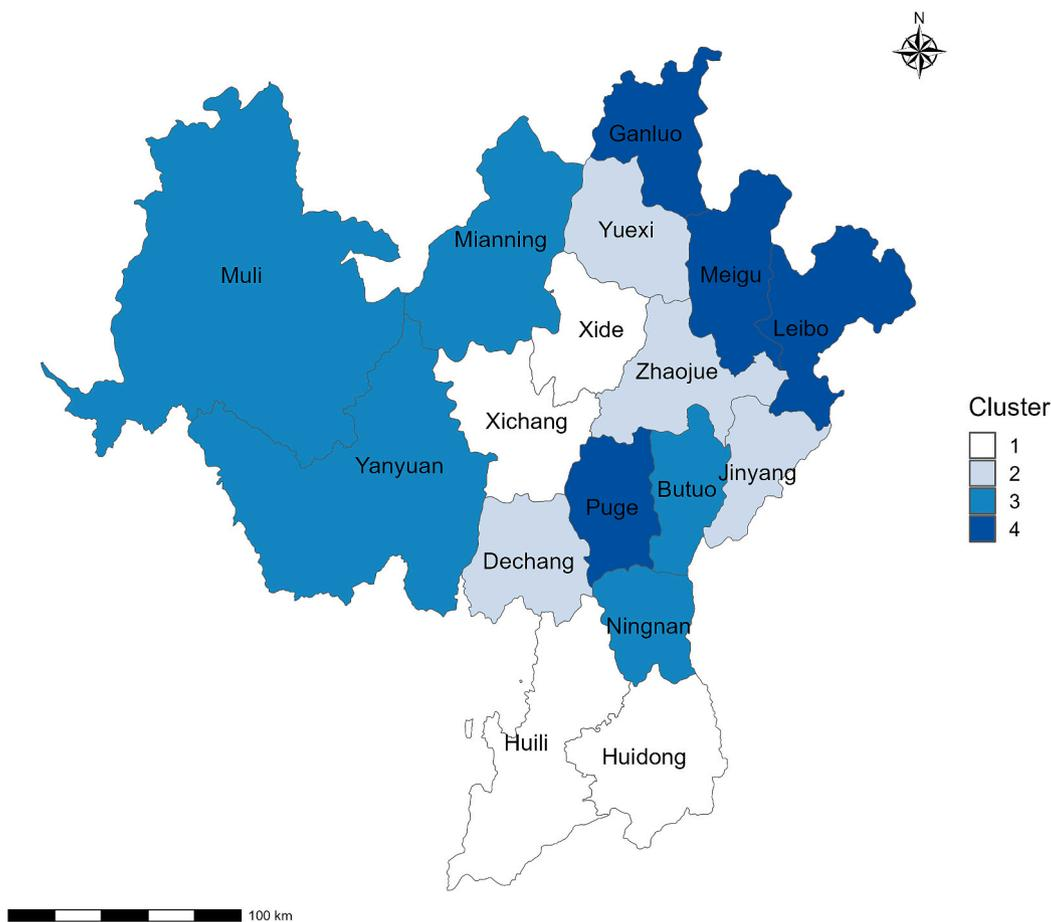 N
Ganluo
Yuexi
Mianning
Muli
Meigu
Xide
Leibo
Zhaojue
Cluster
Xichang
1
Yanyuan
2
Jinyang
Butuo
3
Puge
4
Dechang
Ningnan
Huili
Huidong
100 km